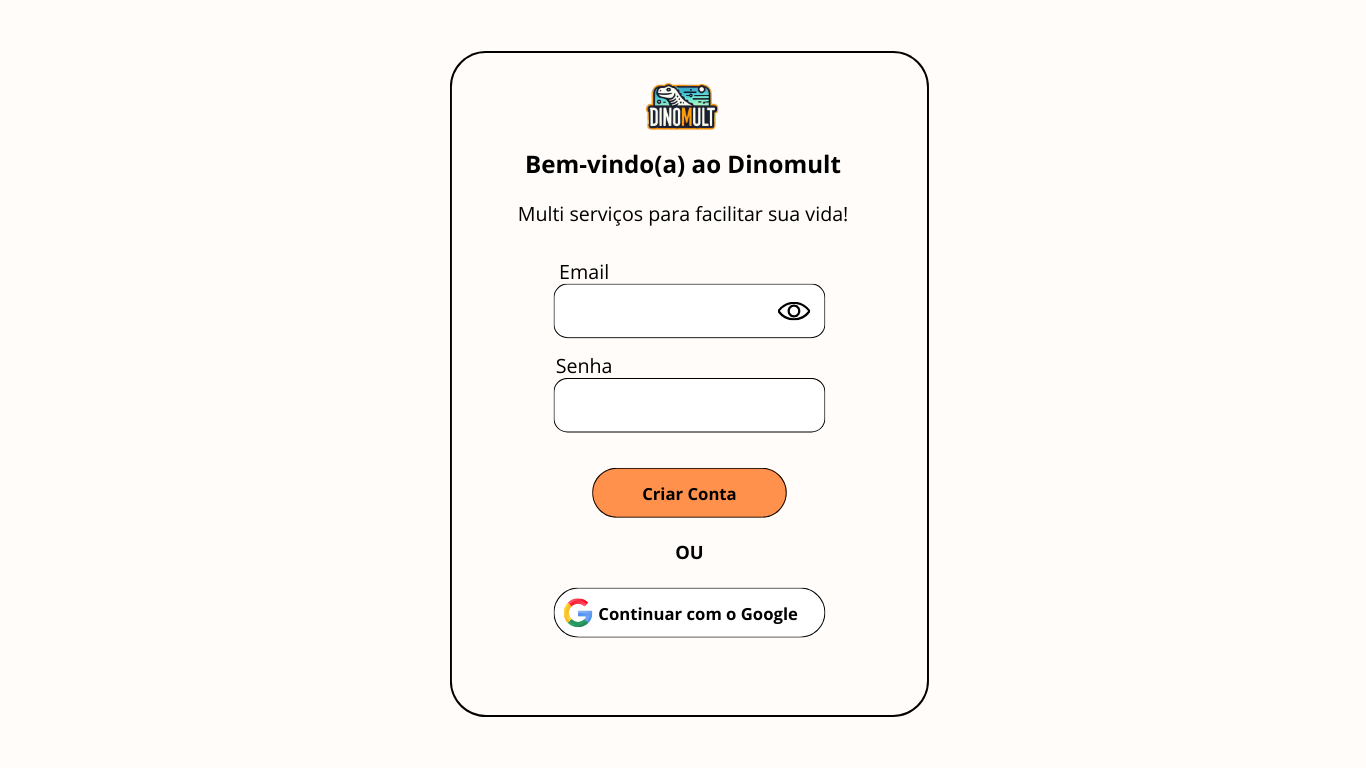 DINOMULT
Bem-vindo(a) ao Dinomult
Multi serviços para facilitar sua vida!
Email
Senha
Criar Conta
OU
Continuar com o Google